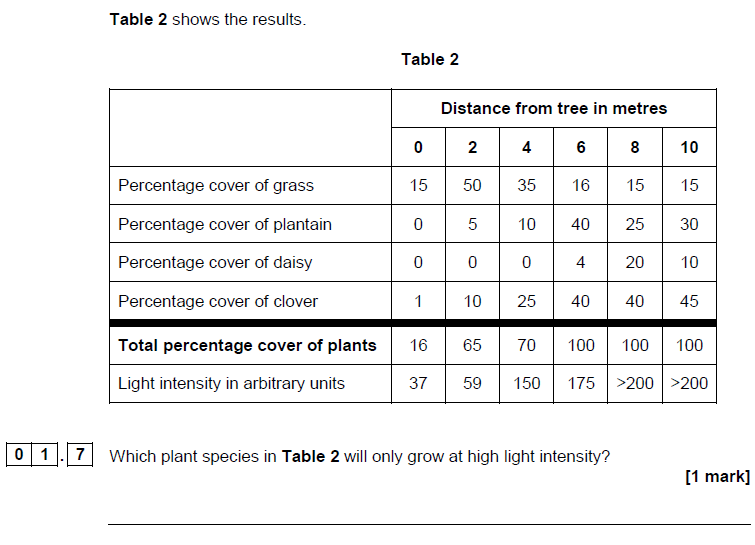 Table 2 shows the results.
Table 2
Distance from tree in metres
0 2 4 6 8 10
Percentage cover of grass 15 50 35 16 15 15
Percentage cover of plantain 0 5 10 40 25 30
Percentage cover of daisy 0 0 0 4 20 10
Percentage cover of clover 1 10 25 40 40 45
Total percentage cover of plants 16 65 70 100 100 100
Light intensity in arbitrary units 37 59 150 175 >200 >200
0 1 . 7 Which plant species in Table 2 will only grow at high light intensity?
[1 mark]